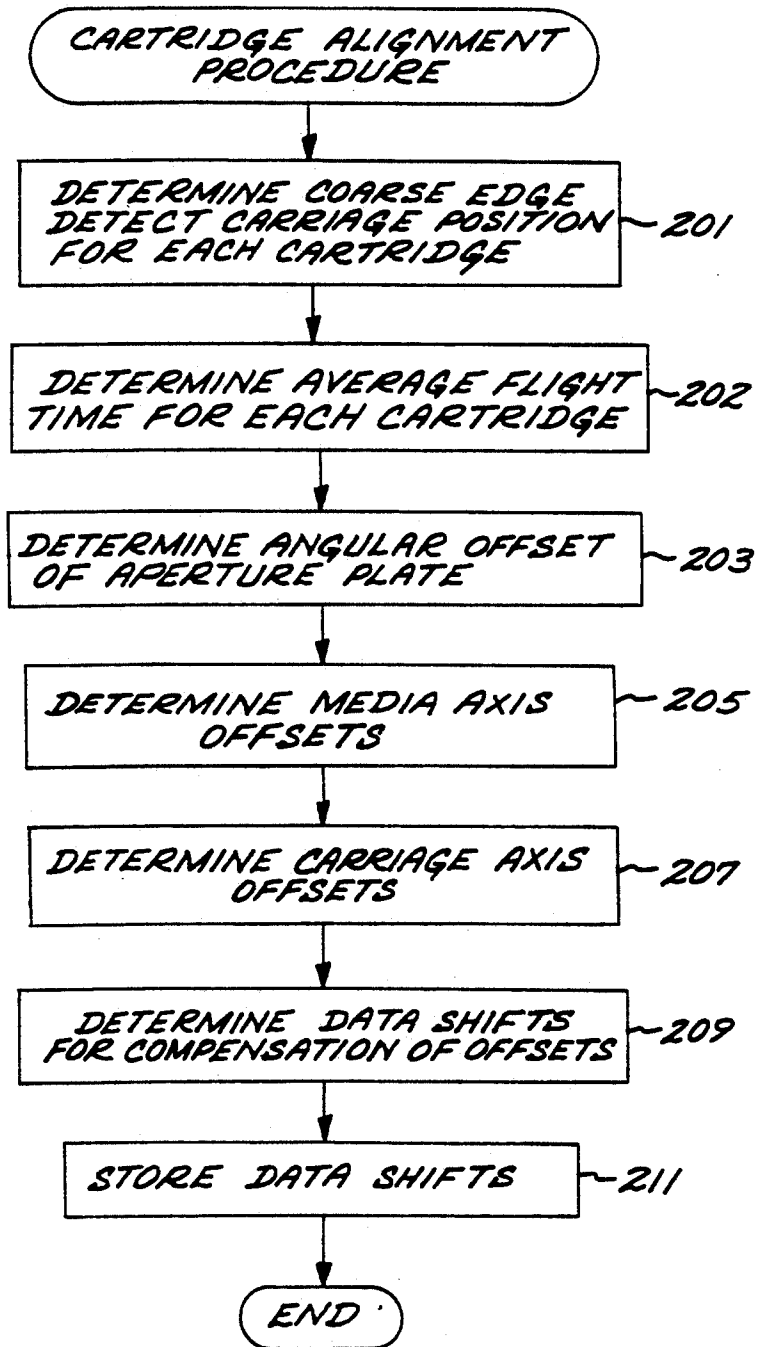 CARTRIDGE ALIGNMENT
PROCEDURE
DETERMINE COARSE EDGE
DETECT CARRIAGE POSITION
FOR EACH CARTRIDGE
201
DETERMINE AVERAGE FLIGHT
TIME FOR EACH CARTRIDGE
202
DETERMINE ANGULAR OFFSET
OF APERTURE PLATE
203
DETERMINE MEDIA AXIS
OFFSETS
205
DETERMINE CARRIAGE AXIS
OFFSETS
207
DETERMINE DATA SHIFTS
FOR COMPENSATION OF OFFSETS
209
STORE DATA SHIFTS
211
END